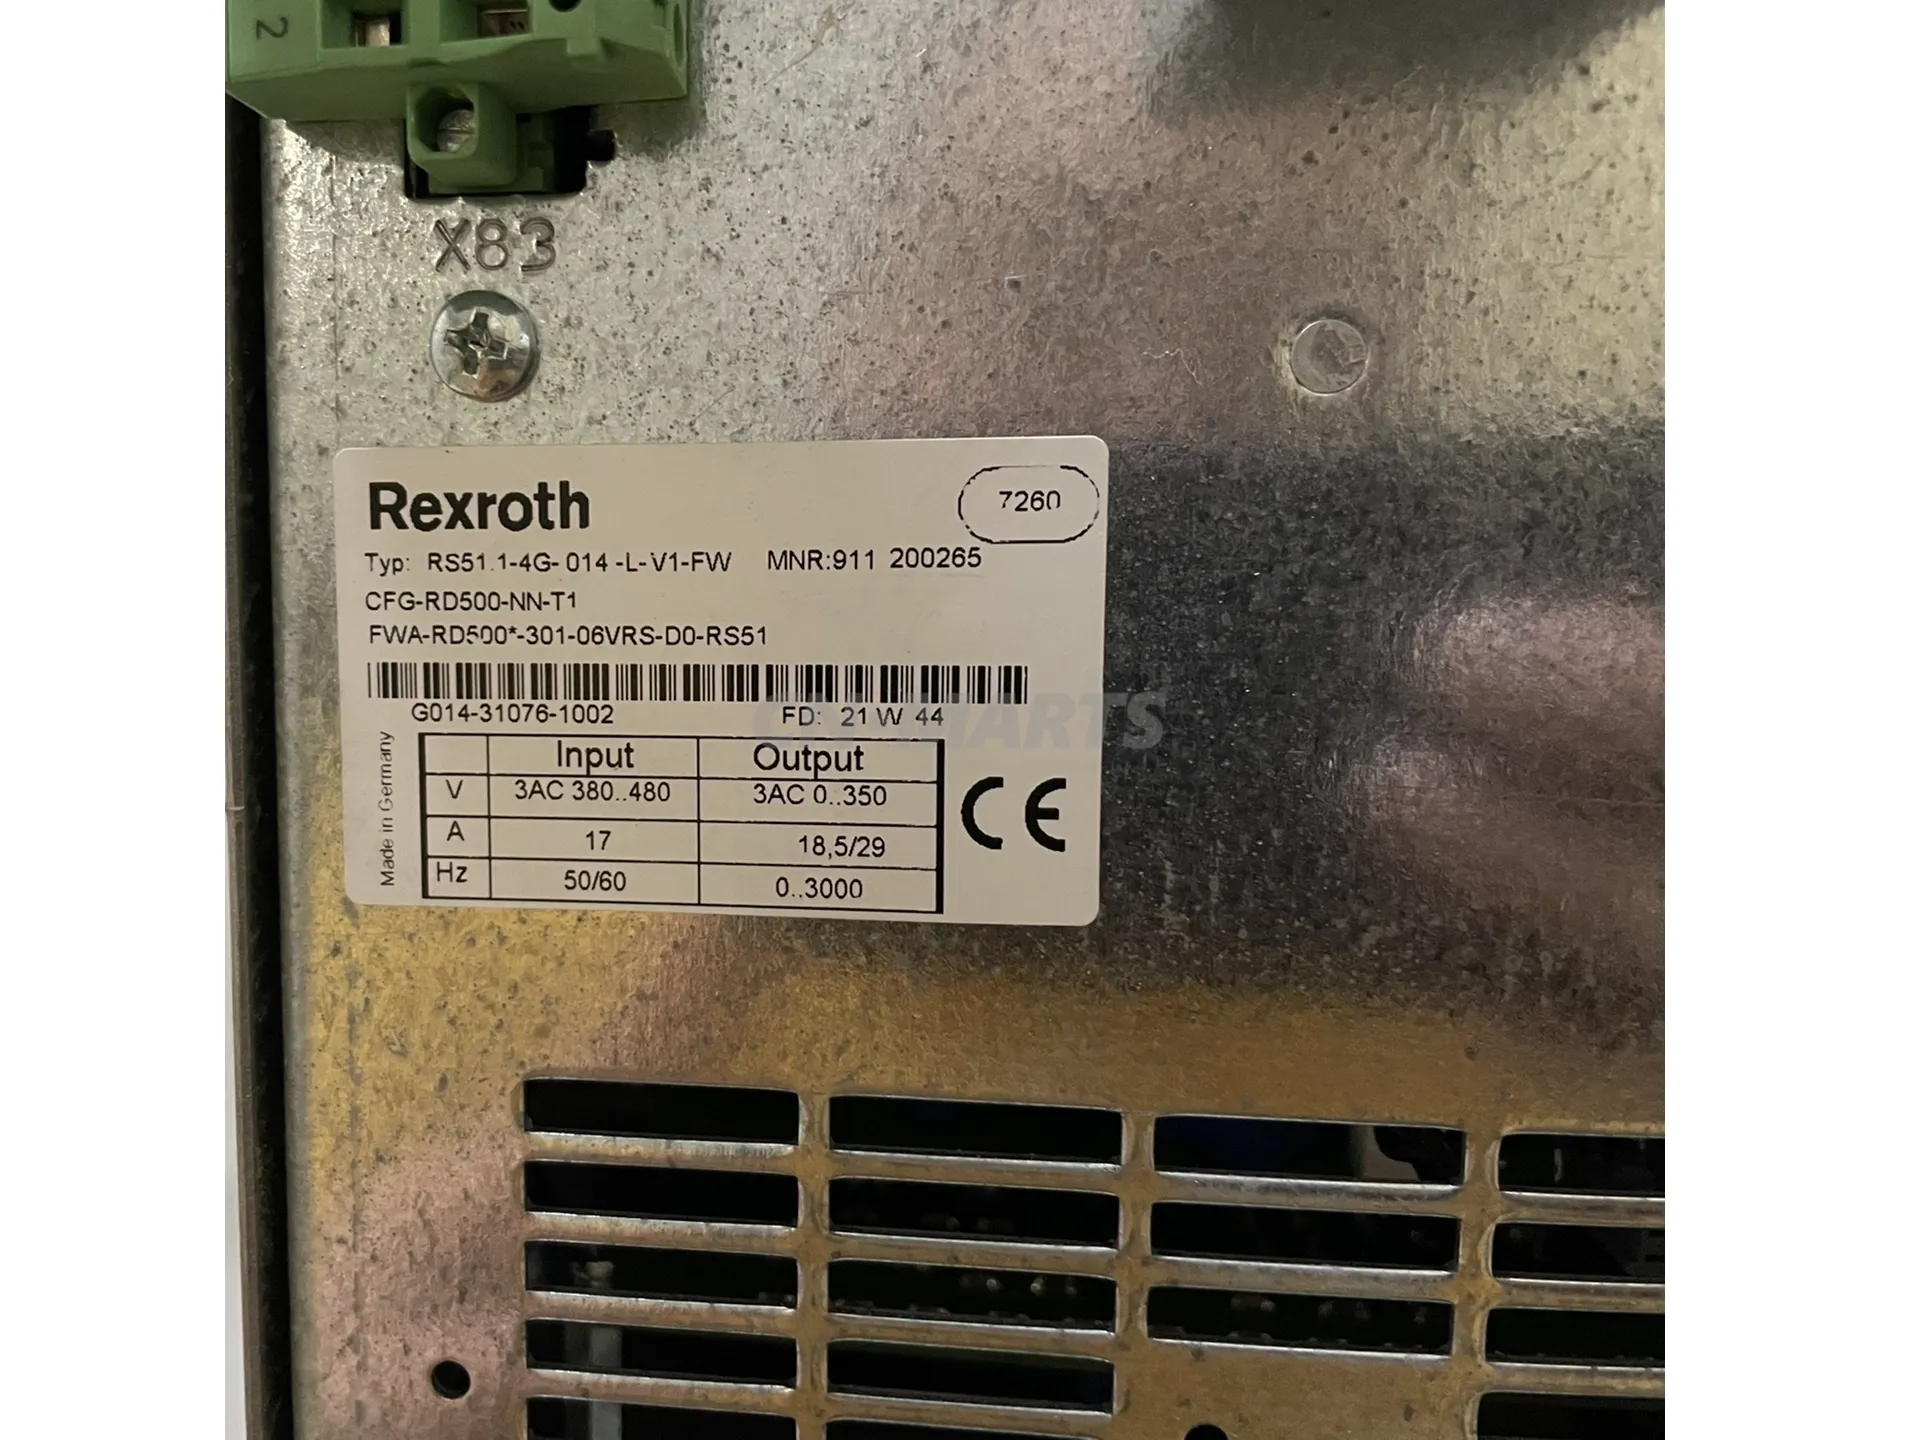 2
X83
Rexroth
7260
Typ: RS51.1-4G- 014 -L- V1-FW MNR:911 200265
CFG-RD500-NN-T1
FWA-RD500*-301-06VRS-D0-RS51
G014-31076-1002 FD: 21 W 44
Made in Germany
Input Output
V 3AC 380..480 3AC 0..350
A 17 18,5/29
Hz 50/60 0..3000
CE